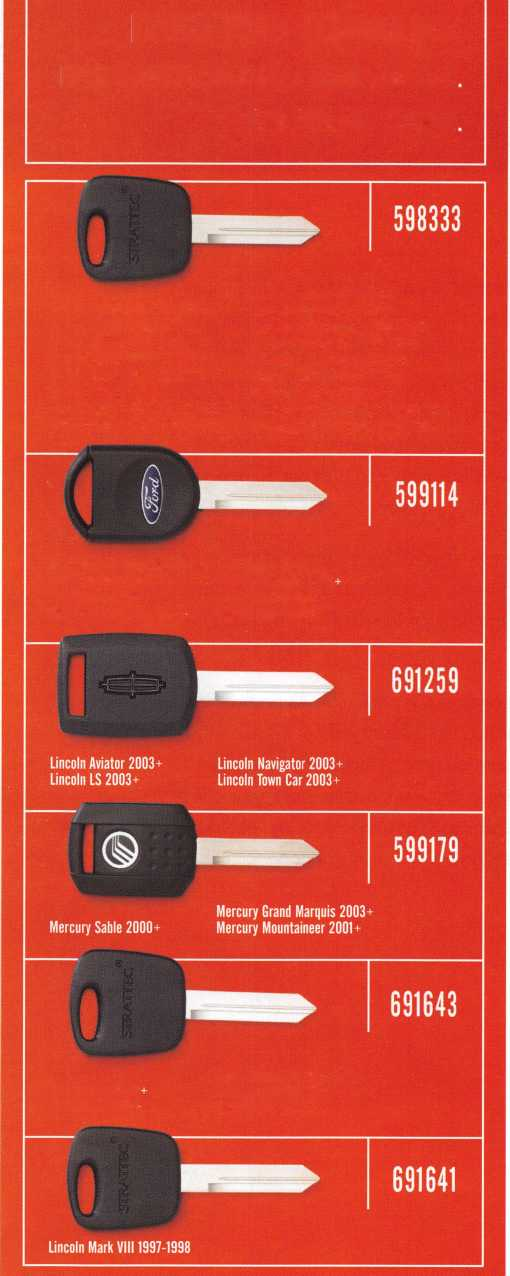 STRATTEC®
598333
Ford
599114
691259
Lincoln Aviator 2003+
Lincoln LS 2003+
Lincoln Navigator 2003+
Lincoln Town Car 2003+
599179
Mercury Sable 2000+
Mercury Grand Marquis 2003+
Mercury Mountaineer 2001+
STRATTEC®
691643
+
+
STRATTEC®
691641
Lincoln Mark VIII 1997-1998